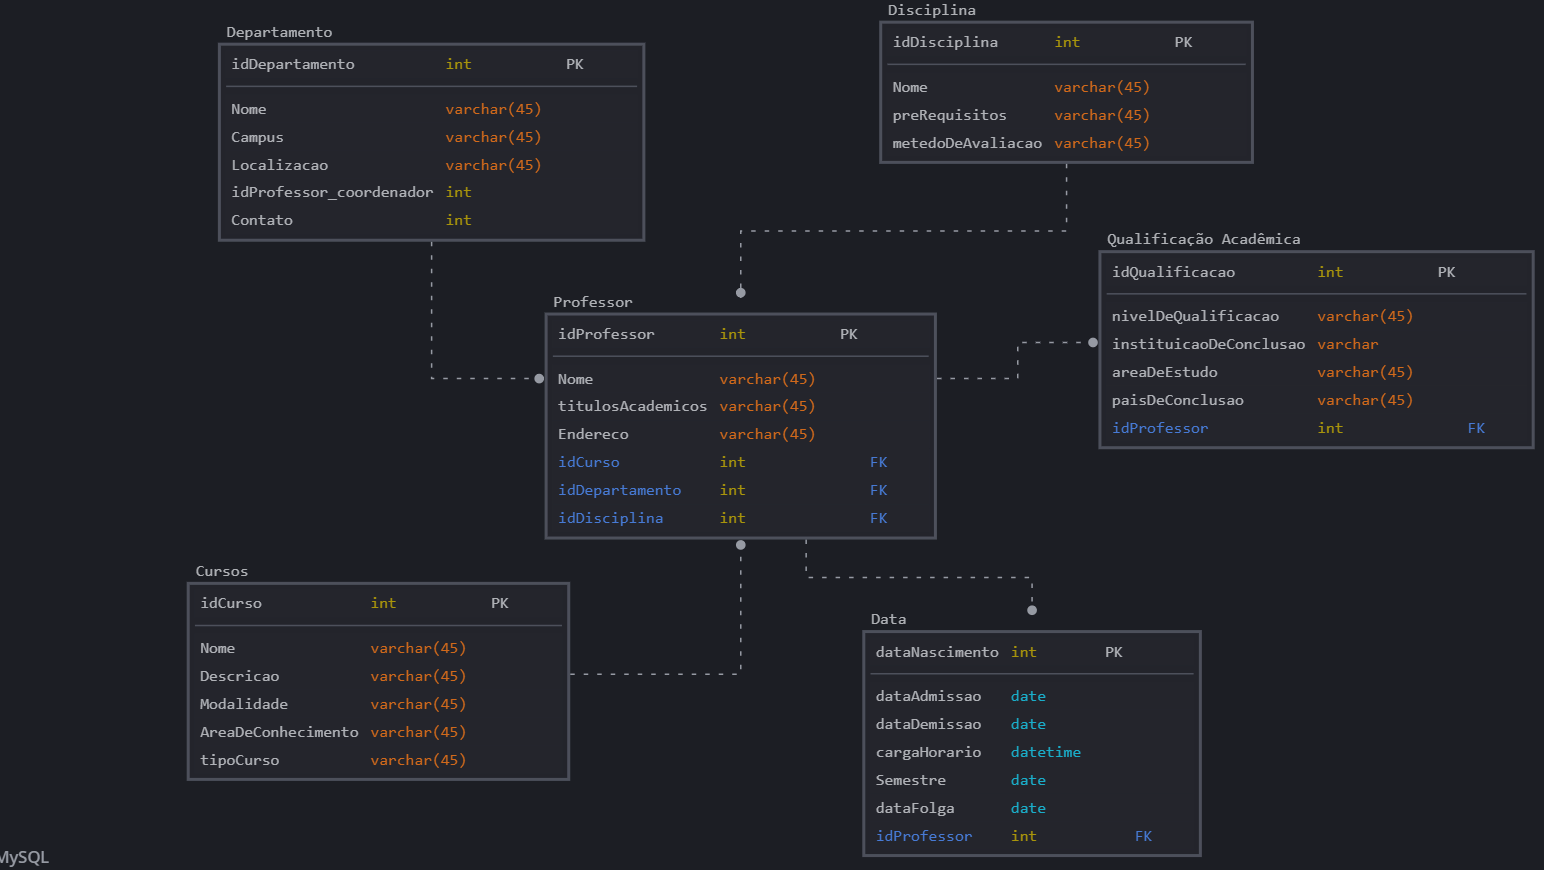 Departamento
idDepartamento int PK
Nome varchar(45)
Campus varchar(45)
Localizacao varchar(45)
idProfessor_coordenador int
Contato int
Disciplina
idDisciplina int PK
Nome varchar(45)
preRequisitos varchar(45)
metedoDeAvaliacao varchar(45)
Qualificação Acadêmica
idQualificacao int PK
nivelDeQualificacao varchar(45)
instituicaoDeConclusao varchar
areaDeEstudo varchar(45)
paisDeConclusao varchar(45)
idProfessor int FK
Professor
idProfessor int PK
Nome varchar(45)
titulosAcademicos varchar(45)
Endereco varchar(45)
idCurso int FK
idDepartamento int FK
idDisciplina int FK
Cursos
idCurso int PK
Nome varchar(45)
Descricao varchar(45)
Modalidade varchar(45)
AreaDeConhecimento varchar(45)
tipoCurso varchar(45)
Data
dataNascimento int PK
dataAdmissao date
dataDemissao date
cargaHorario datetime
Semestre date
dataFolga date
idProfessor int FK
MySQL